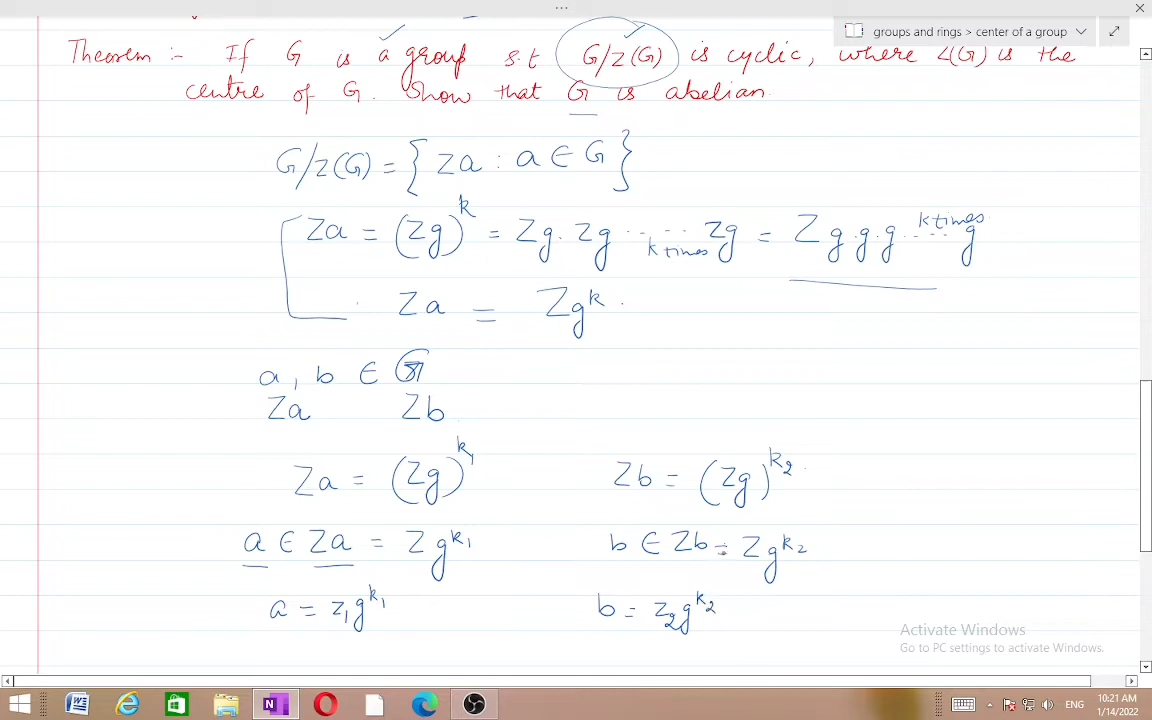 groups and rings > center of a group
Theorem :- If G is a group s.t G/Z(G) is cyclic, where Z(G) is the
centre of G. Show that G is abelian.
G/Z(G) = { Za : a ∈ G }
Za = (Zg)^k = Zg. Zg ...... k times Zg = Z g.g.g. ..... k times g
Za = Zg^k.
a, b ∈ G
Za Zb
Za = (Zg)^k₁ Zb = (Zg)^k₂
a ∈ Za = Zg^k₁ b ∈ Zb = Zg^k₂
a = z₁g^k₁ b = z₂g^k₂
Activate Windows
Go to PC settings to activate Windows.
ENG
10:21 AM
1/14/2022